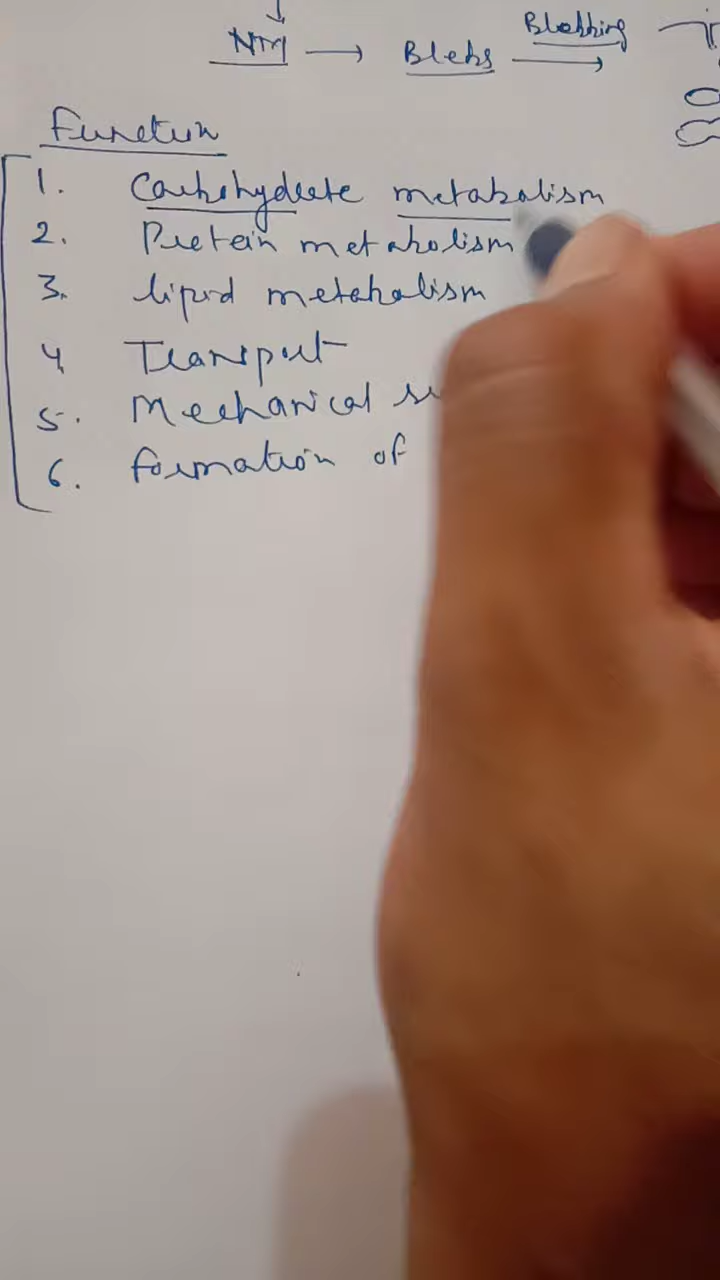 NM → Blebs Blebbing →
Function
1. Carbohydrate metabolism
2. Protein metabolism
3. lipid metabolism
4. Transport
5. Mechanical
6. formation of